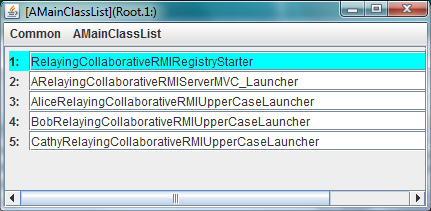 [AMainClassList](Root.1:)
Common AMainClassList
1: RelayingCollaborativeRMIRegistryStarter
2: ARelayingCollaborativeRMIServerMVC_Launcher
3: AliceRelayingCollaborativeRMIUpperCaseLauncher
4: BobRelayingCollaborativeRMIUpperCaseLauncher
5: CathyRelayingCollaborativeRMIUpperCaseLauncher